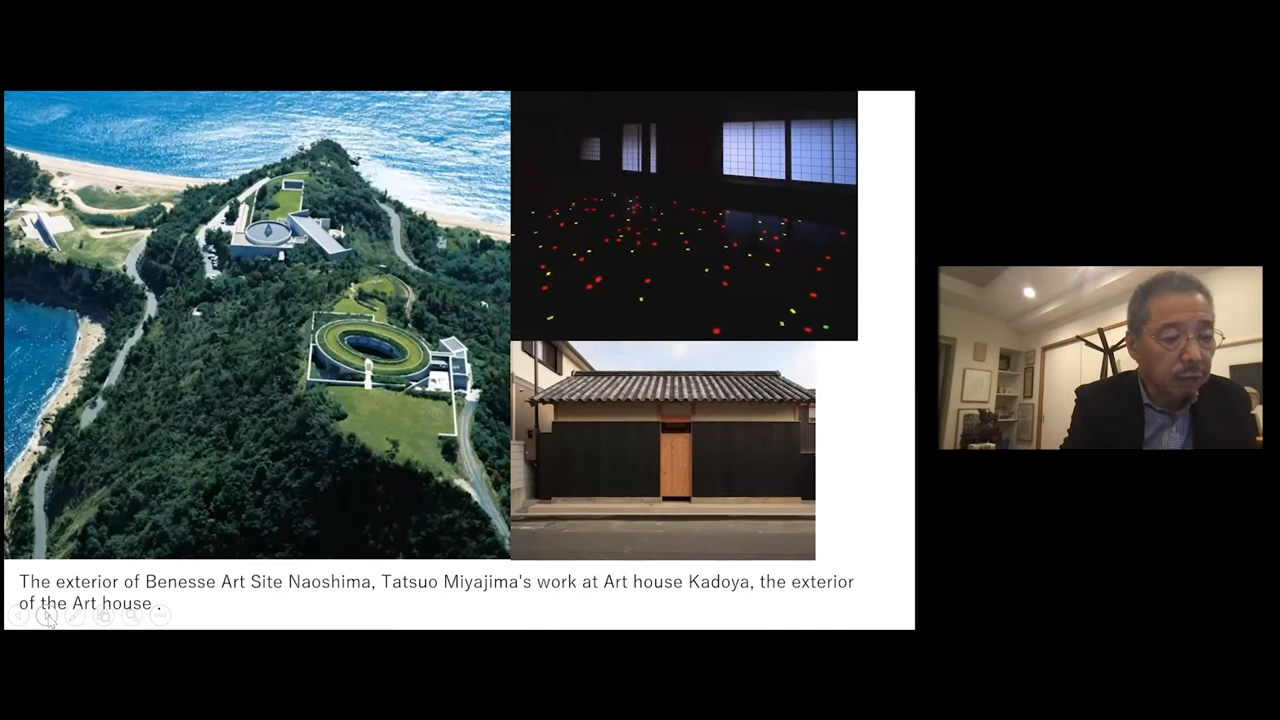 The exterior of Benesse Art Site Naoshima, Tatsuo Miyajima's work at Art house Kadoya, the exterior
of the Art house .